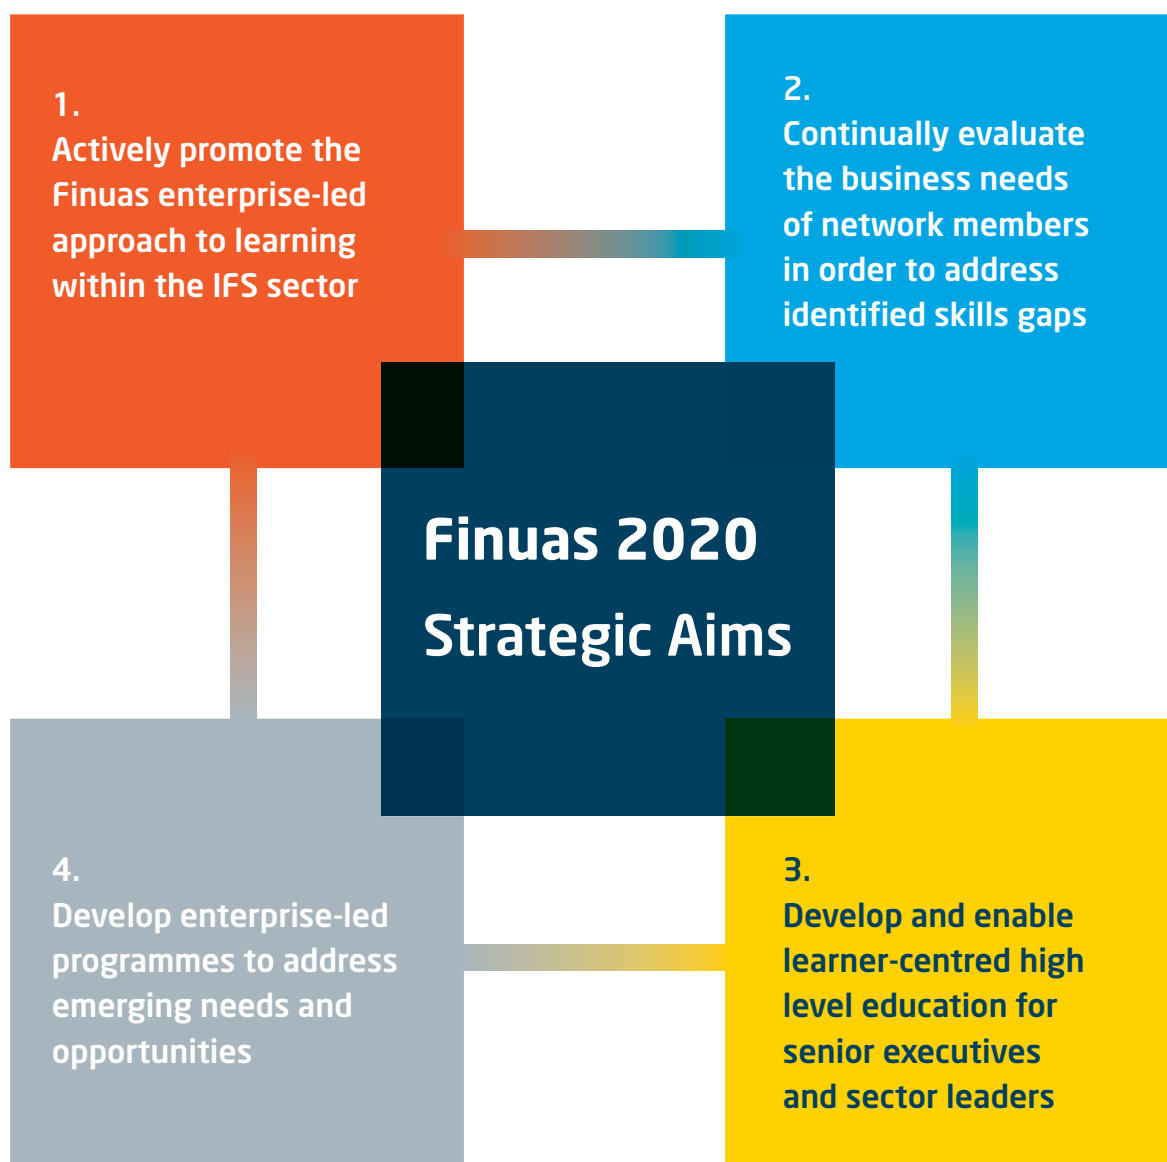 1.
Actively promote the
Finuas enterprise-led
approach to learning
within the IFS sector
2.
Continually evaluate
the business needs
of network members
in order to address
identified skills gaps
Finuas 2020
Strategic Aims
4.
Develop enterprise-led
programmes to address
emerging needs and
opportunities
3.
Develop and enable
learner-centred high
level education for
senior executives
and sector leaders